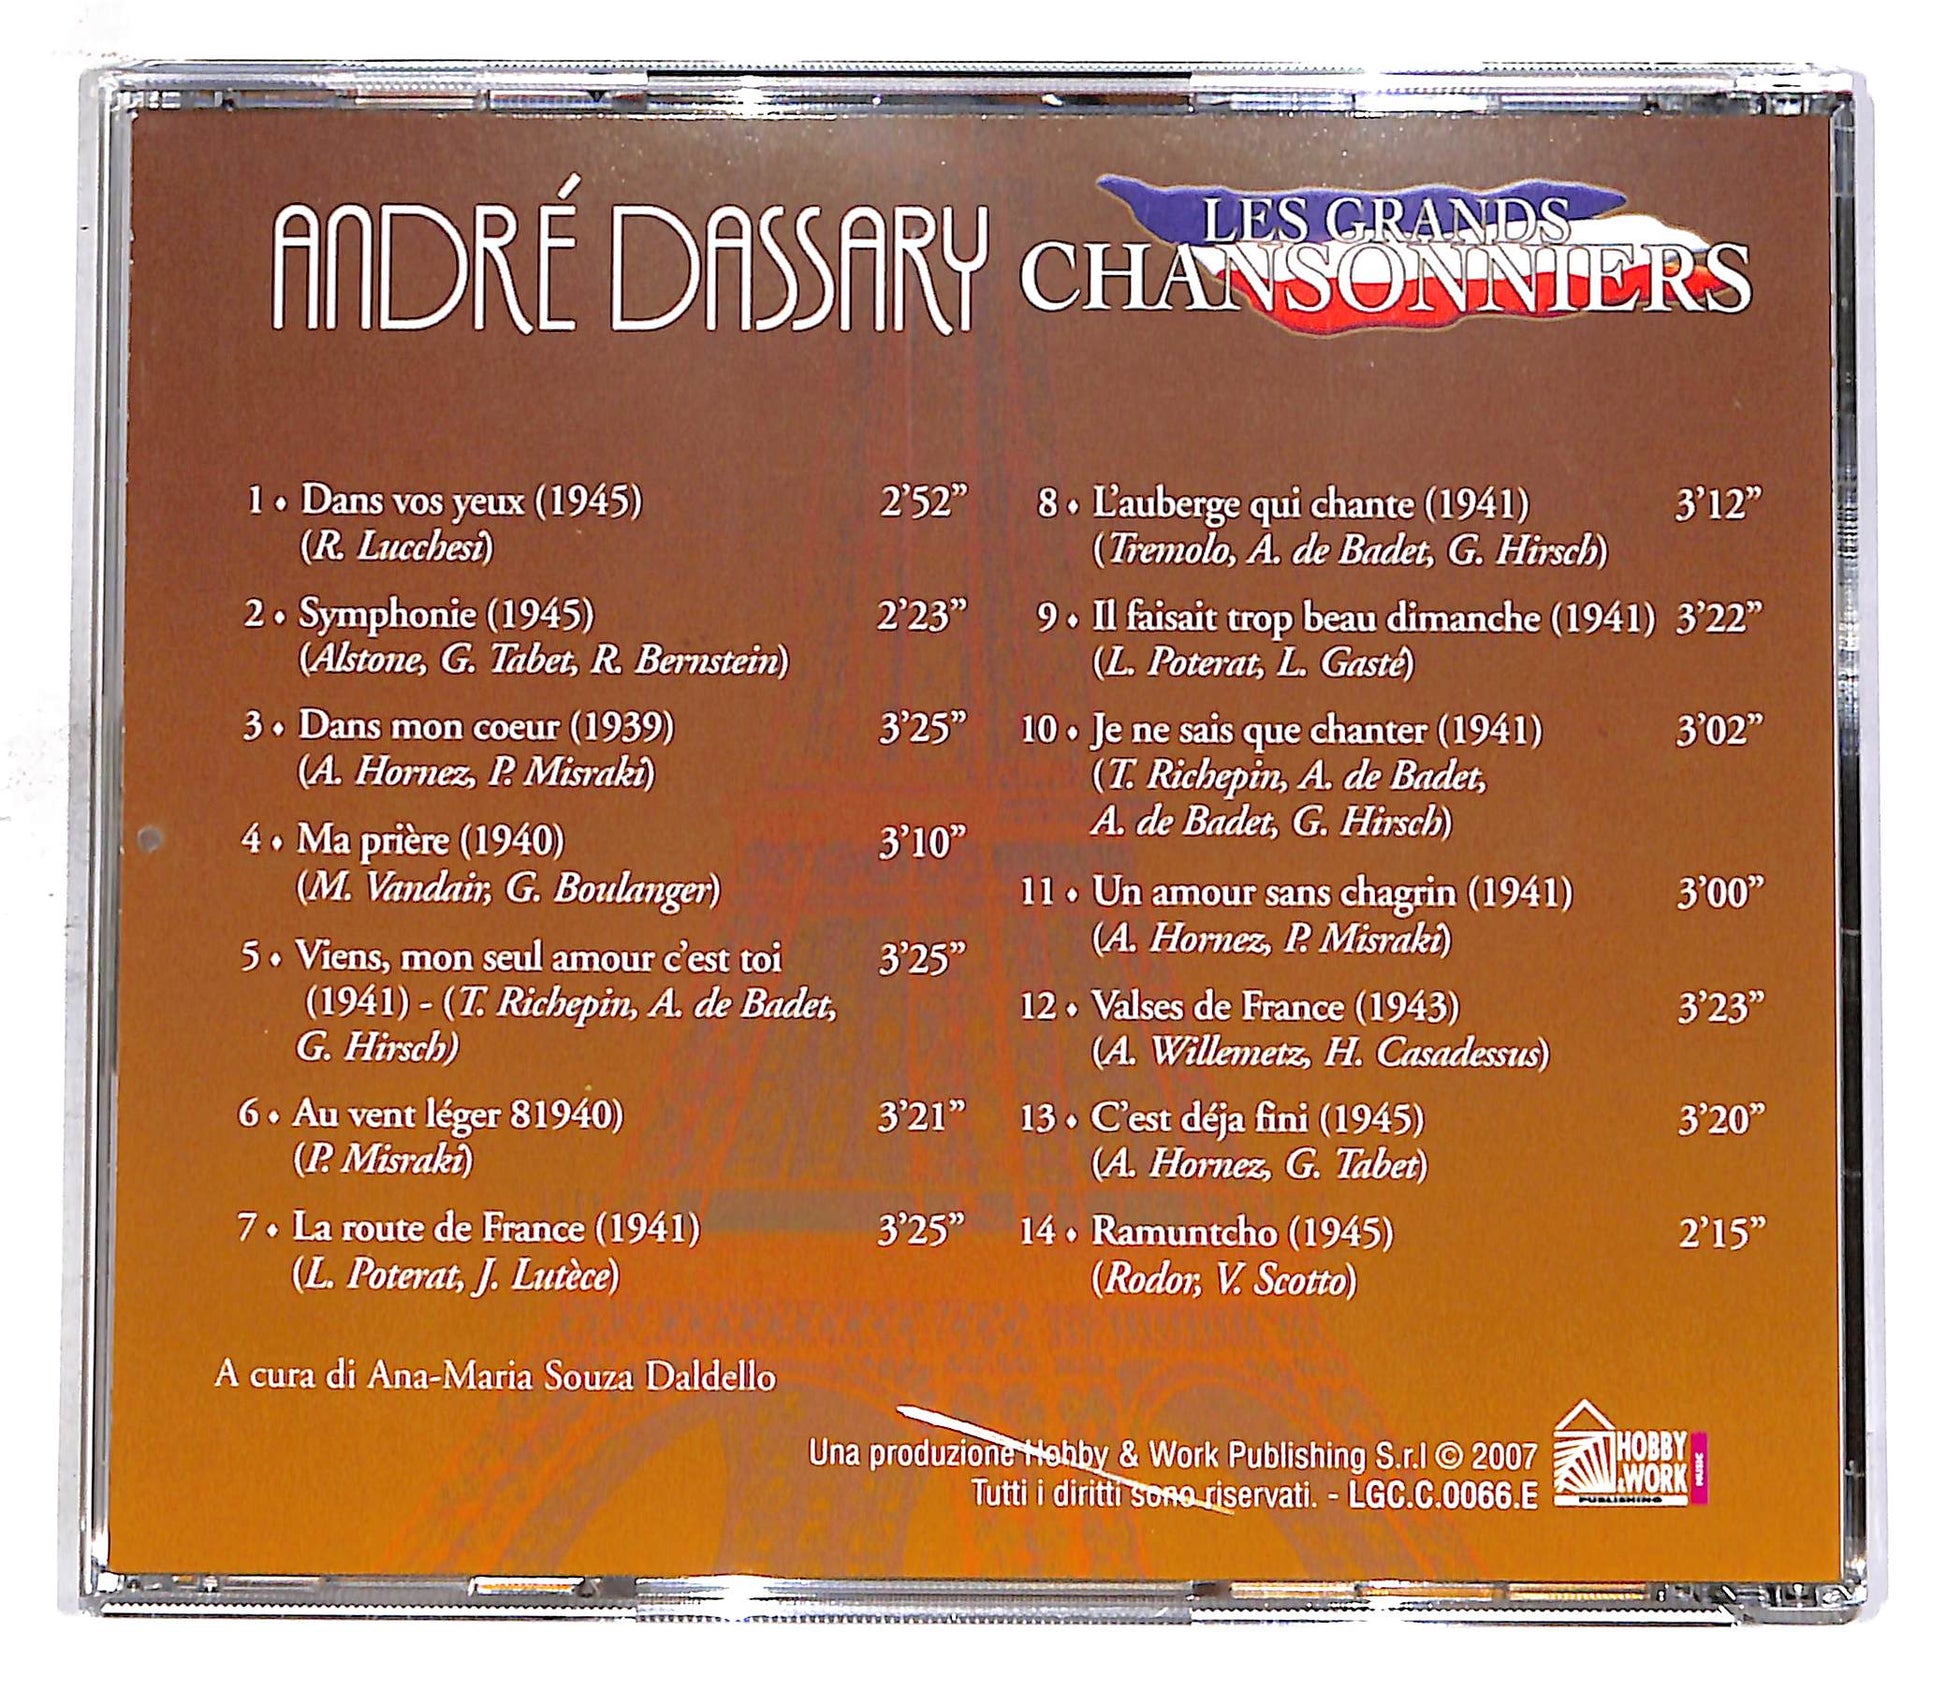 ANDRÉ DASSARY
LES GRANDS
CHANSONNIERS
1 • Dans vos yeux (1945) 2’52”
(R. Lucchesi)
2 • Symphonie (1945) 2’23”
(Alstone, G. Tabet, R. Bernstein)
3 • Dans mon coeur (1939) 3’25”
(A. Hornez, P. Misraki)
4 • Ma prière (1940) 3’10”
(M. Vandair, G. Boulanger)
5 • Viens, mon seul amour c’est toi 3’25”
(1941) - (T. Richepin, A. de Badet,
G. Hirsch)
6 • Au vent léger 81940) 3’21”
(P. Misraki)
7 • La route de France (1941) 3’25”
(L. Poterat, J. Lutèce)
8 • L’auberge qui chante (1941) 3’12”
(Tremolo, A. de Badet, G. Hirsch)
9 • Il faisait trop beau dimanche (1941) 3’22”
(L. Poterat, L. Gasté)
10 • Je ne sais que chanter (1941) 3’02”
(T. Richepin, A. de Badet,
A. de Badet, G. Hirsch)
11 • Un amour sans chagrin (1941) 3’00”
(A. Hornez, P. Misraki)
12 • Valses de France (1943) 3’23”
(A. Willemetz, H. Casadessus)
13 • C’est déja fini (1945) 3’20”
(A. Hornez, G. Tabet)
14 • Ramuntcho (1945) 2’15”
(Rodor, V. Scotto)
A cura di Ana-Maria Souza Daldello
Una produzione Hobby & Work Publishing S.r.l © 2007
Tutti i diritti sono riservati. - LGC.C.0066.E
HOBBY
& WORK
PUBLISHING
MUSIC